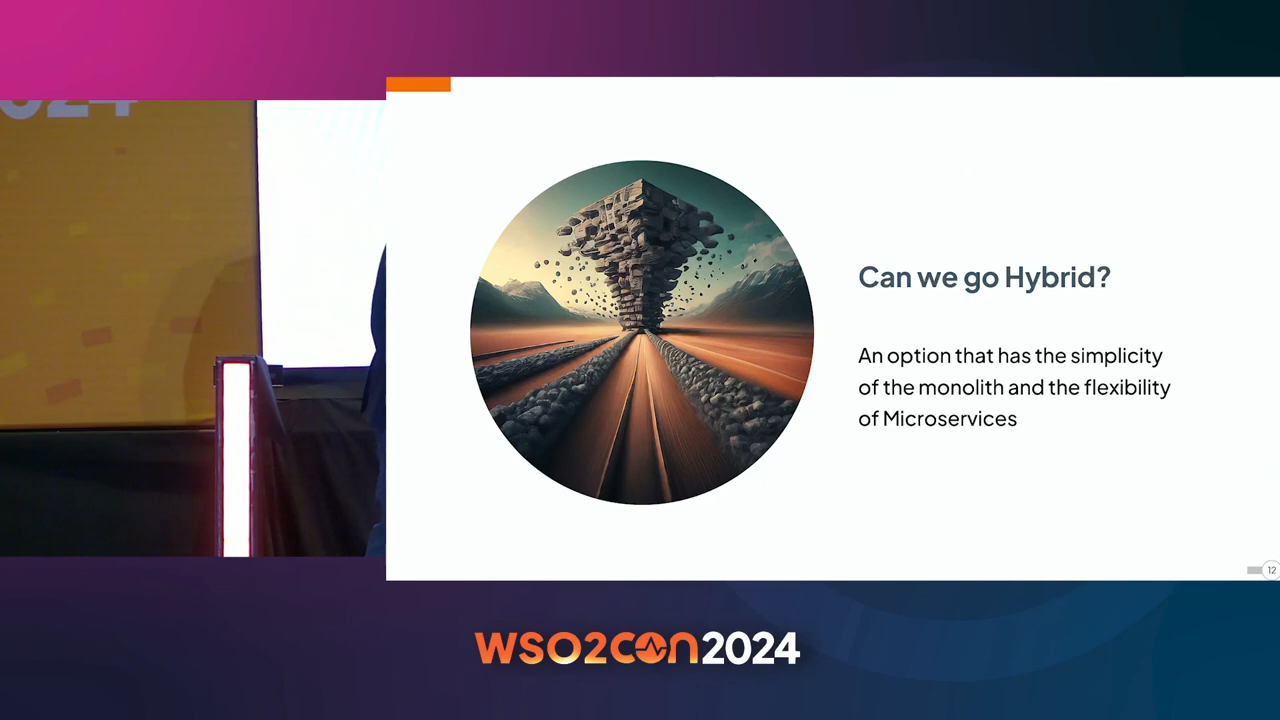 2024
Can we go Hybrid?
An option that has the simplicity
of the monolith and the flexibility
of Microservices
12
WSO2CON2024